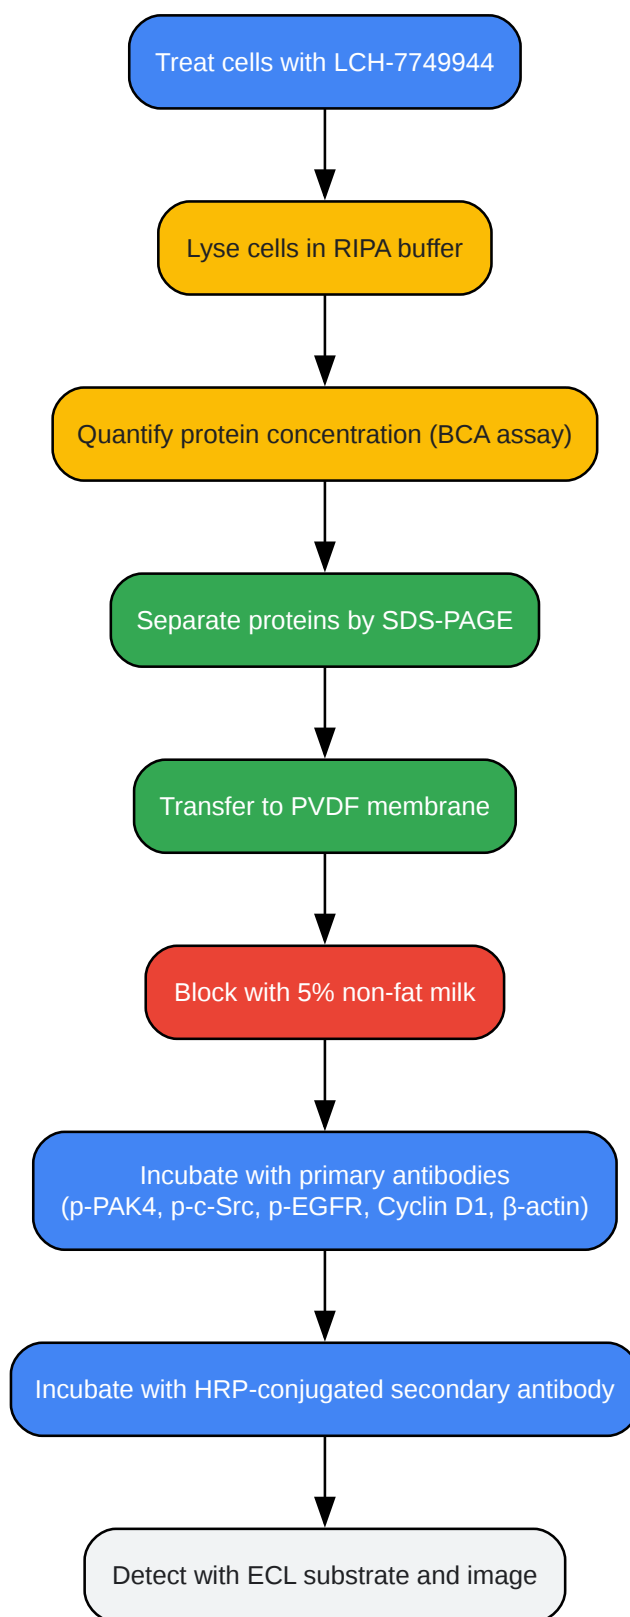 Treat cells with LCH-7749944
Lyse cells in RIPA buffer
Quantify protein concentration (BCA assay)
Separate proteins by SDS-PAGE
Transfer to PVDF membrane
Block with 5% non-fat milk
Incubate with primary antibodies
(p-PAK4, p-c-Src, p-EGFR, Cyclin D1, β-actin)
Incubate with HRP-conjugated secondary antibody
Detect with ECL substrate and image